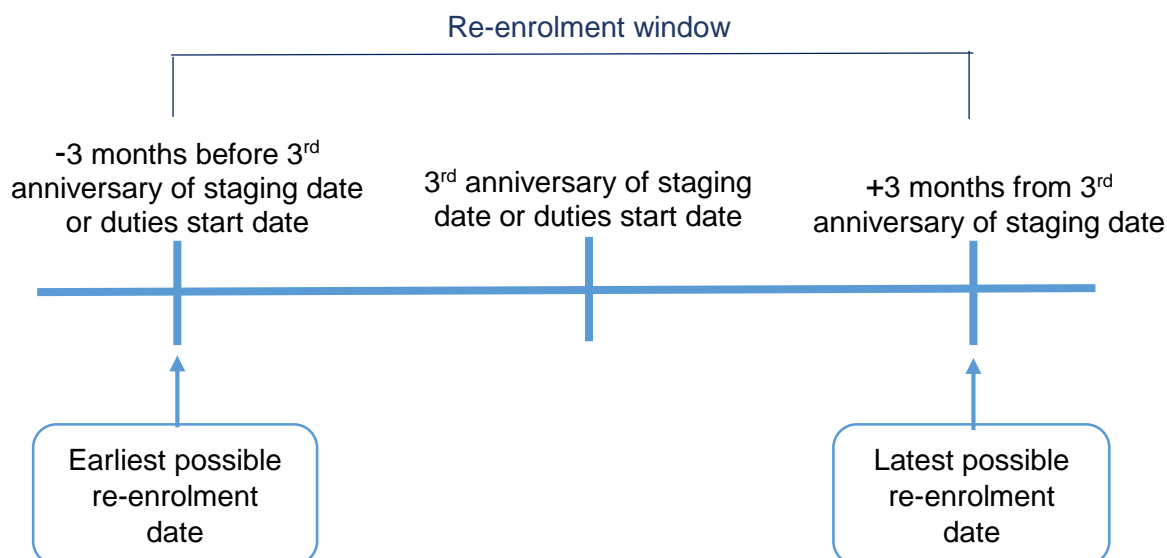 Re-enrolment window
-3 months before 3rd
anniversary of staging date
or duties start date
3rd anniversary of staging
date or duties start date
+3 months from 3rd
anniversary of staging date
Earliest possible
re-enrolment
date
Latest possible
re-enrolment
date